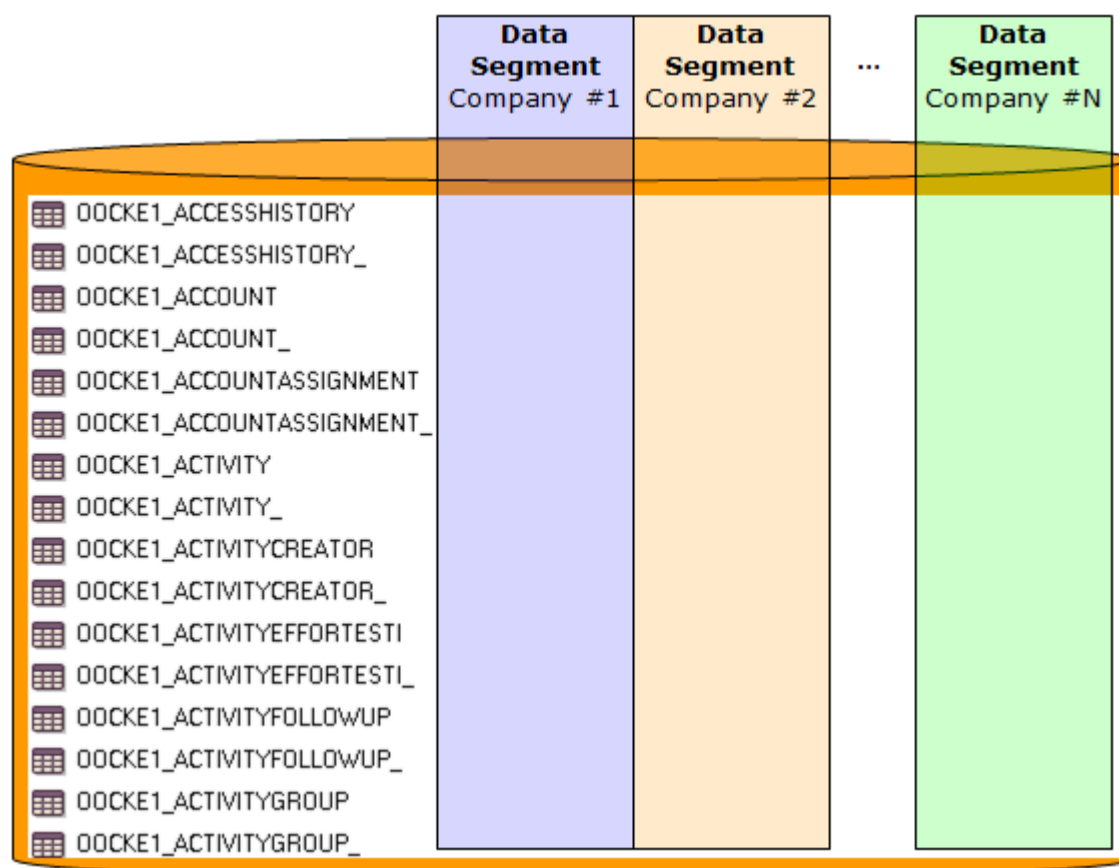 Data
Segment
Company #1
Data
Segment
Company #2
...
Data
Segment
Company #N
OOCKE1_ACCESSHISTORY
OOCKE1_ACCESSHISTORY_
OOCKE1_ACCOUNT
OOCKE1_ACCOUNT_
OOCKE1_ACCOUNTASSIGNMENT
OOCKE1_ACCOUNTASSIGNMENT_
OOCKE1_ACTIVITY
OOCKE1_ACTIVITY_
OOCKE1_ACTIVITYCREATOR
OOCKE1_ACTIVITYCREATOR_
OOCKE1_ACTIVITYEFFORTESTI
OOCKE1_ACTIVITYEFFORTESTI_
OOCKE1_ACTIVITYFOLLOWUP
OOCKE1_ACTIVITYFOLLOWUP_
OOCKE1_ACTIVITYGROUP
OOCKE1_ACTIVITYGROUP_